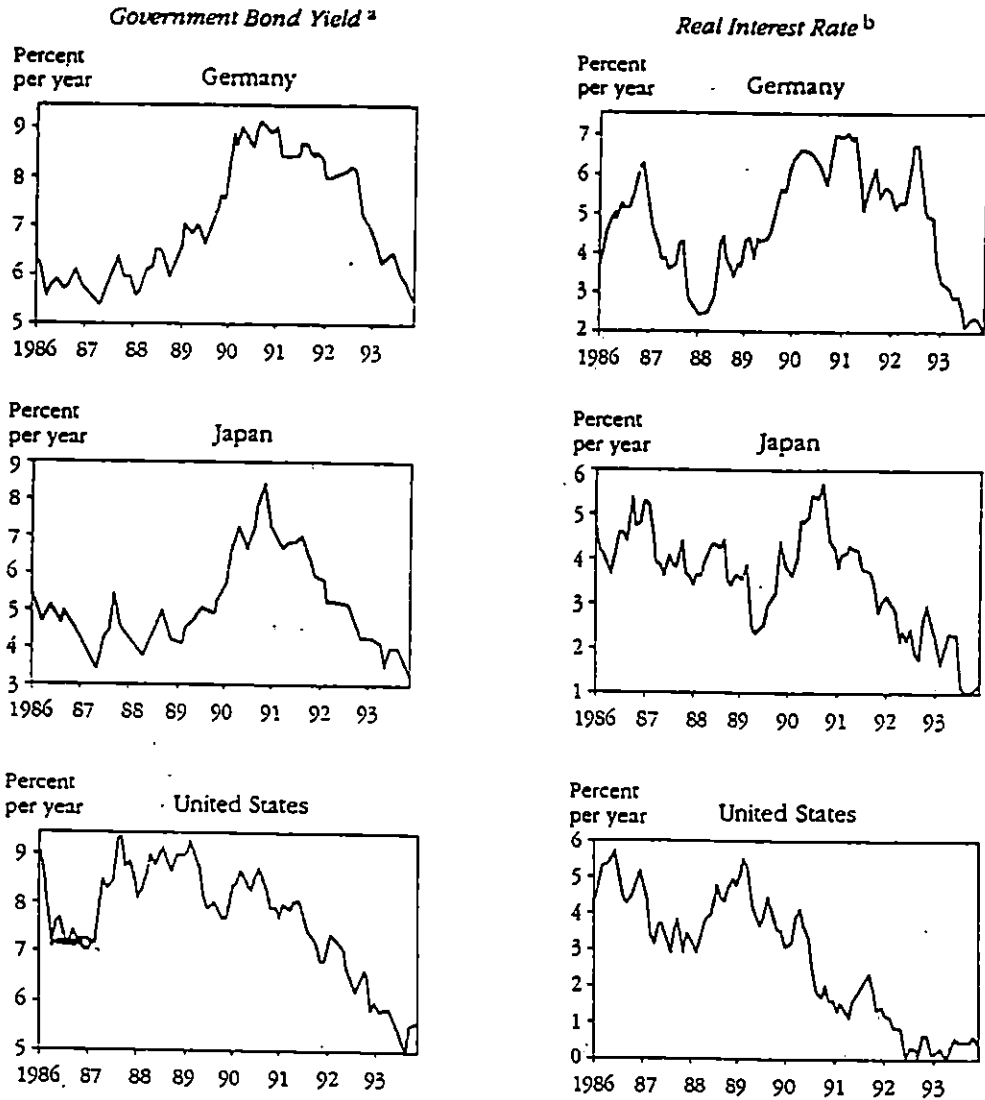 Government Bond Yield a
Real Interest Rate b
Percent
per year
Germany
9
8
7
6
5
1986 87 88 89 90 91 92 93
Percent
per year
Germany
7
6
5
4
3
2
1986 87 88 89 90 91 92 93
Percent
per year
Japan
9
8
7
6
5
4
3
1986 87 88 89 90 91 92 93
Percent
per year
Japan
6
5
4
3
2
1
1986 87 88 89 90 91 92 93
Percent
per year
United States
9
8
7
6
5
1986 87 88 89 90 91 92 93
Percent
per year
United States
6
5
4
3
2
1
0
1986 87 88 89 90 91 92 93